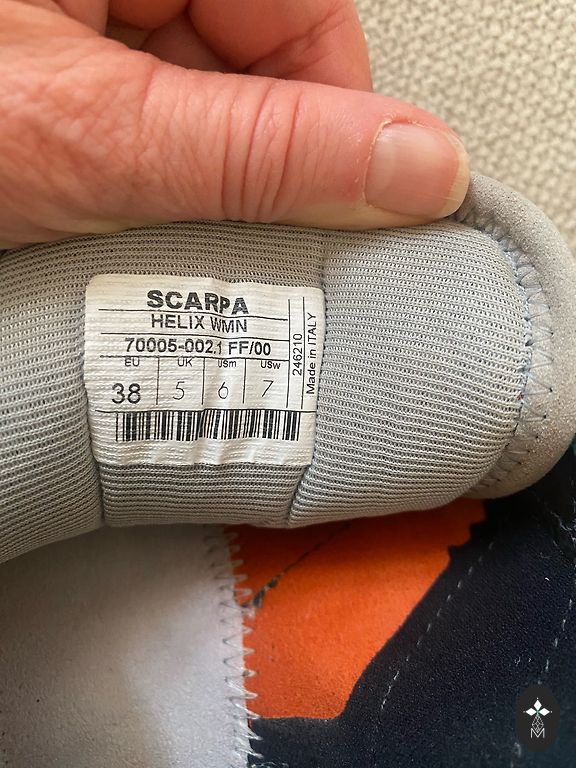 SCARPA
HELIX WMN
70005-002.1 FF/00
EU UK USm USw
38 5 6 7
246210
Made in ITALY
M